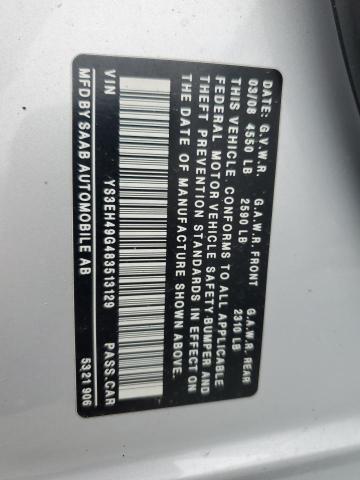 DATE: G.V.W.R. G.A.W.R. FRONT G.A.W.R. REAR
03/08 4550 LB 2590 LB 2310 LB
THIS VEHICLE CONFORMS TO ALL APPLICABLE
FEDERAL MOTOR VEHICLE SAFETY, BUMPER AND
THEFT PREVENTION STANDARDS IN EFFECT ON
THE DATE OF MANUFACTURE SHOWN ABOVE.
VIN YS3EH49G483513129 PASS.CAR
MFD BY SAAB AUTOMOBILE AB 5321 906